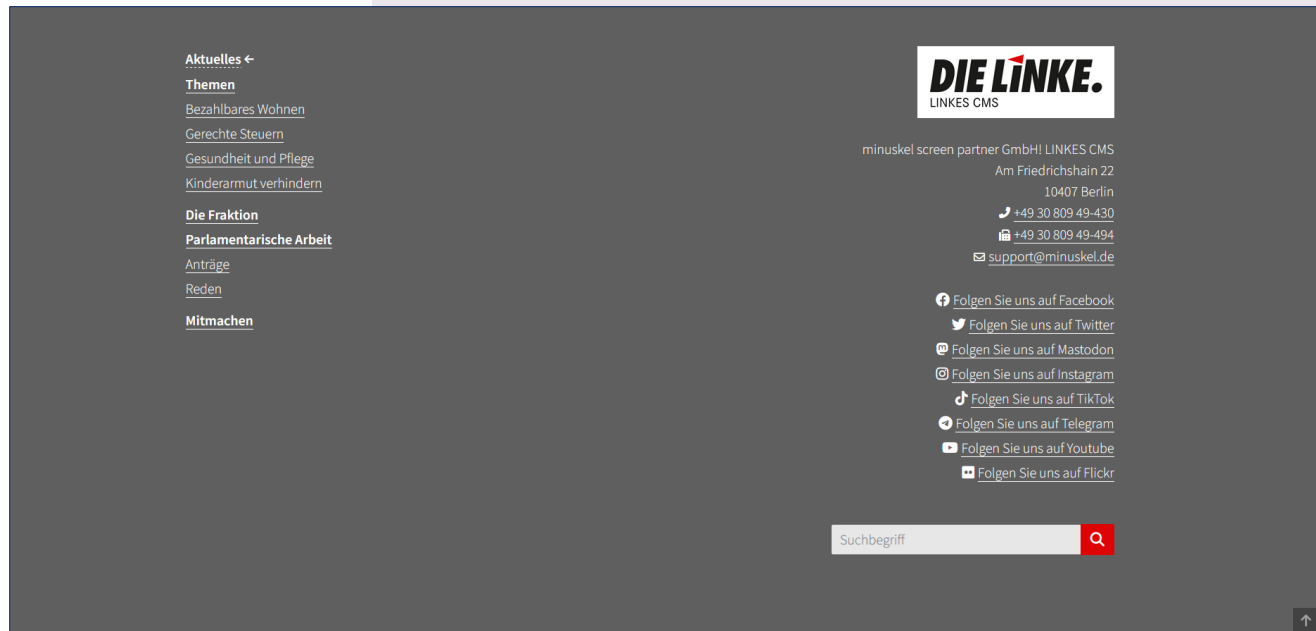 Aktuelles ←
Themen
Bezahlbares Wohnen
Gerechte Steuern
Gesundheit und Pflege
Kinderarmut verhindern
Die Fraktion
Parlamentarische Arbeit
Anträge
Reden
Mitmachen
DIE LINKE.
LINKES CMS
minuskel screen partner GmbH! LINKES CMS
Am Friedrichshain 22
10407 Berlin
+49 30 809 49-430
+49 30 809 49-494
support@minuskel.de
Folgen Sie uns auf Facebook
Folgen Sie uns auf Twitter
Folgen Sie uns auf Mastodon
Folgen Sie uns auf Instagram
Folgen Sie uns auf TikTok
Folgen Sie uns auf Telegram
Folgen Sie uns auf Youtube
Folgen Sie uns auf Flickr
Suchbegriff